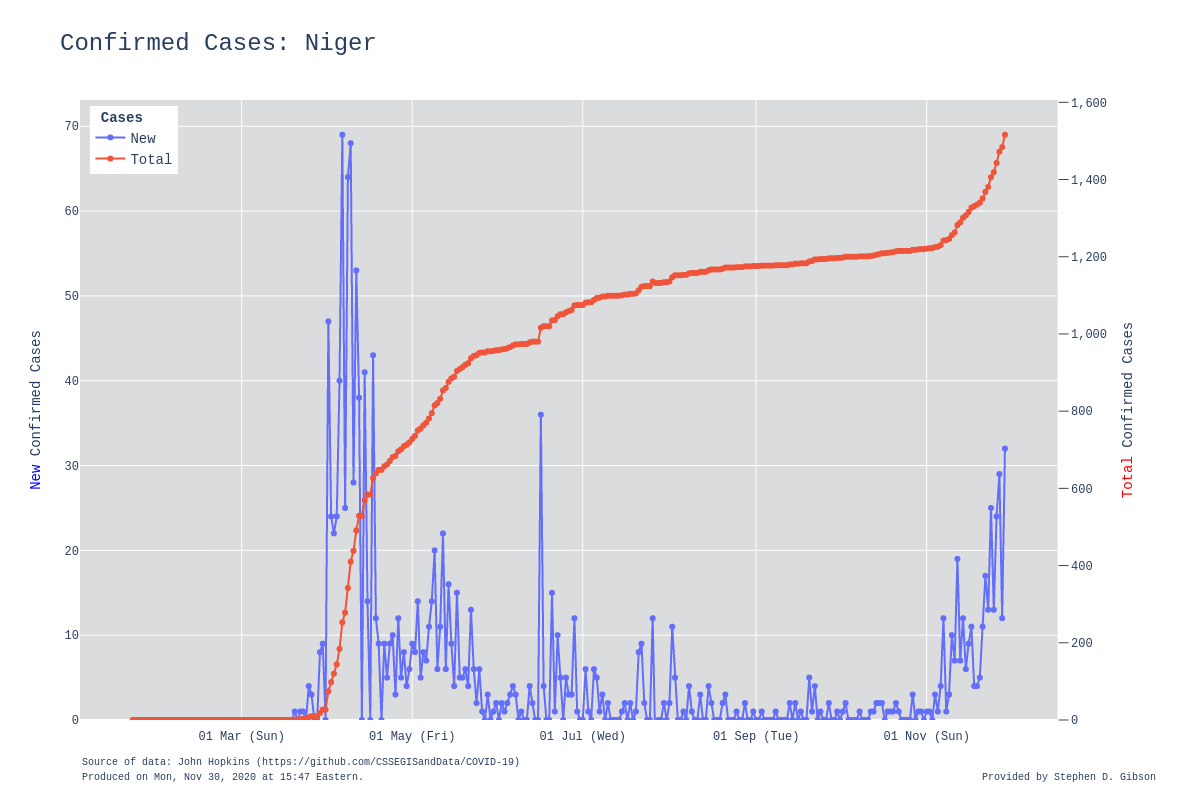 Confirmed Cases: Niger
Cases
New
Total
70
60
50
40
30
20
10
0
New Confirmed Cases
1,600
1,400
1,200
1,000
800
600
400
200
0
Total Confirmed Cases
01 Mar (Sun)
01 May (Fri)
01 Jul (Wed)
01 Sep (Tue)
01 Nov (Sun)
Source of data: John Hopkins (https://github.com/CSSEGISandData/COVID-19)
Produced on Mon, Nov 30, 2020 at 15:47 Eastern.
Provided by Stephen D. Gibson